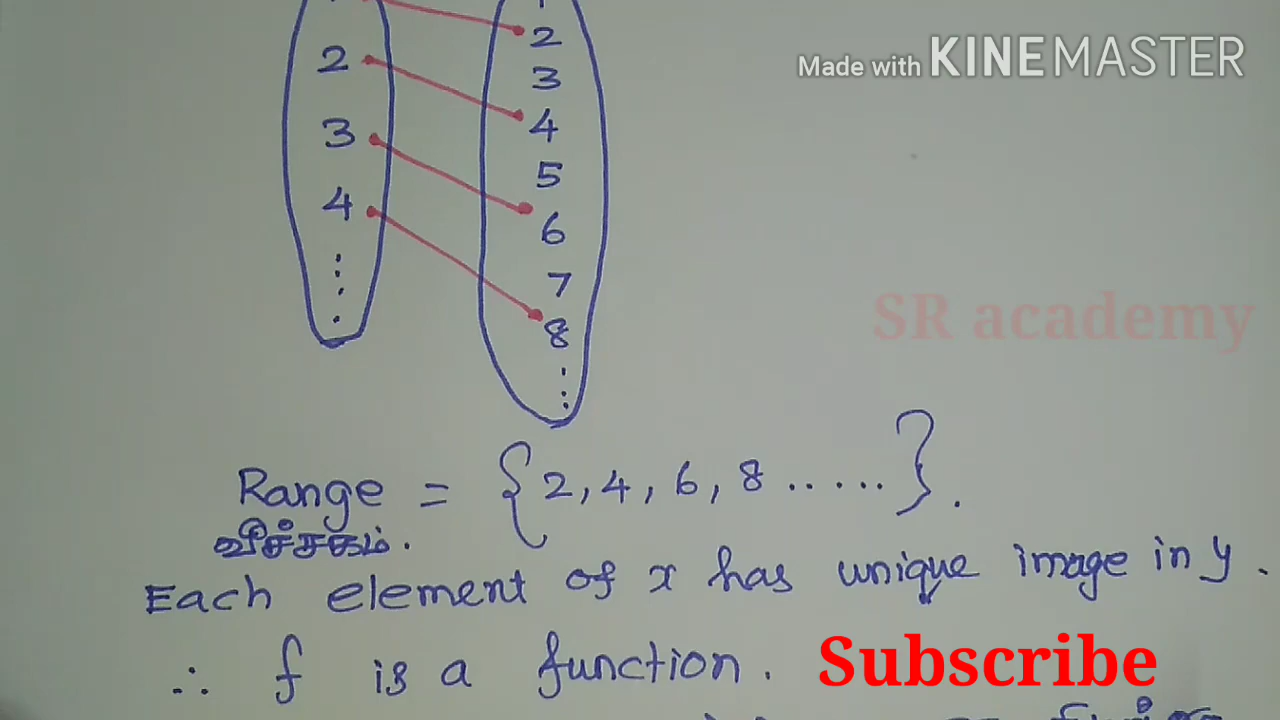 2
Made with KINEMASTER
2
3
3
4
5
4
6
7
8
SR academy
Range = {2, 4, 6, 8 .....}.
வீச்சகம்.
Each element of x has unique image in y.
∴ f is a function.
Subscribe